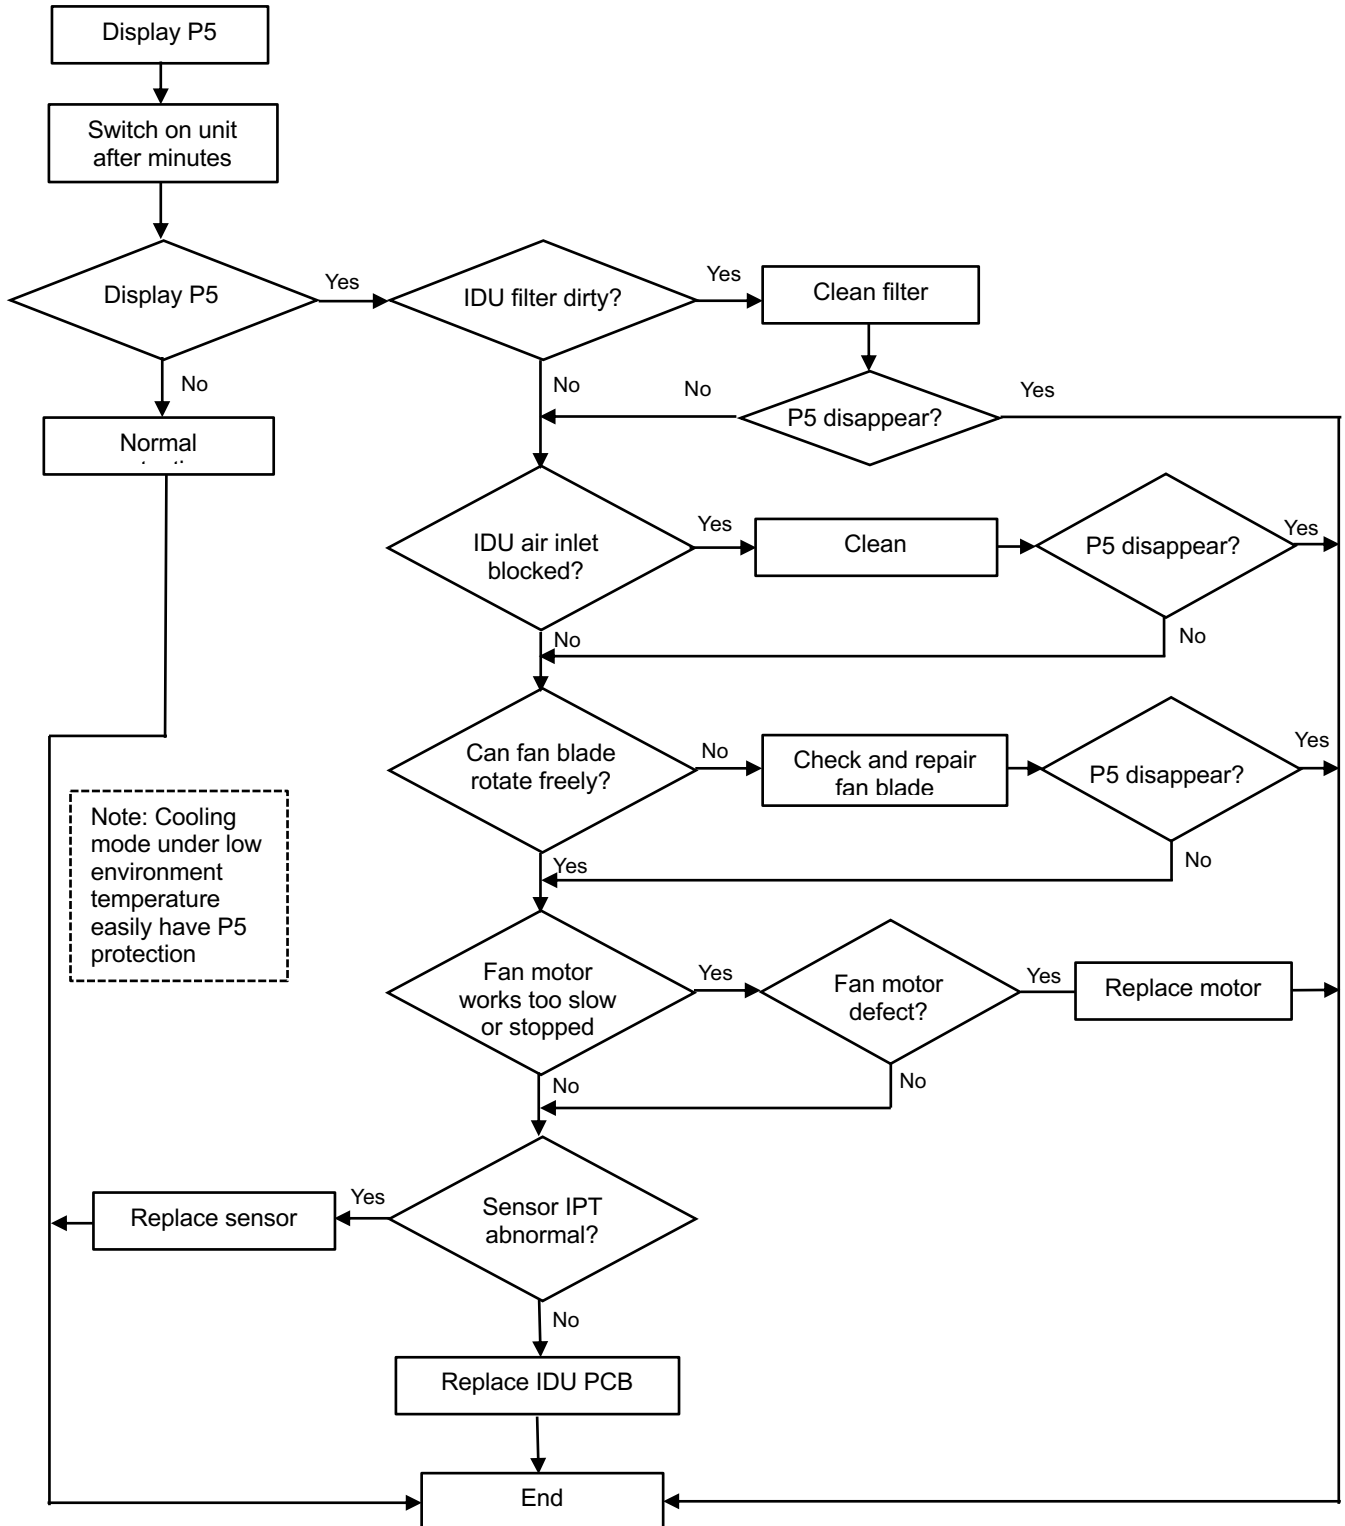 Display P5
Switch on unit
after minutes
Display P5
Yes
IDU filter dirty?
Yes
Clean filter
No
No
No
P5 disappear?
Yes
Normal
IDU air inlet
blocked?
Yes
Clean
P5 disappear?
Yes
No
No
Can fan blade
rotate freely?
No
Check and repair
fan blade
P5 disappear?
Yes
Yes
No
Note: Cooling
mode under low
environment
temperature
easily have P5
protection
Fan motor
works too slow
or stopped
Yes
Fan motor
defect?
Yes
Replace motor
No
No
Replace sensor
Yes
Sensor IPT
abnormal?
No
Replace IDU PCB
End